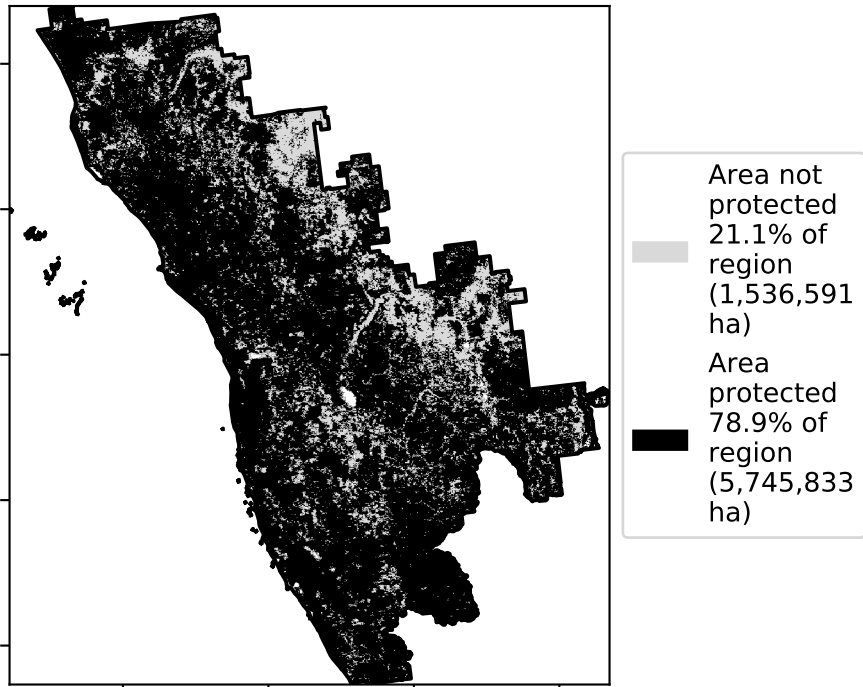 Area not
protected
21.1% of
region
(1,536,591
ha)
Area
protected
78.9% of
region
(5,745,833
ha)